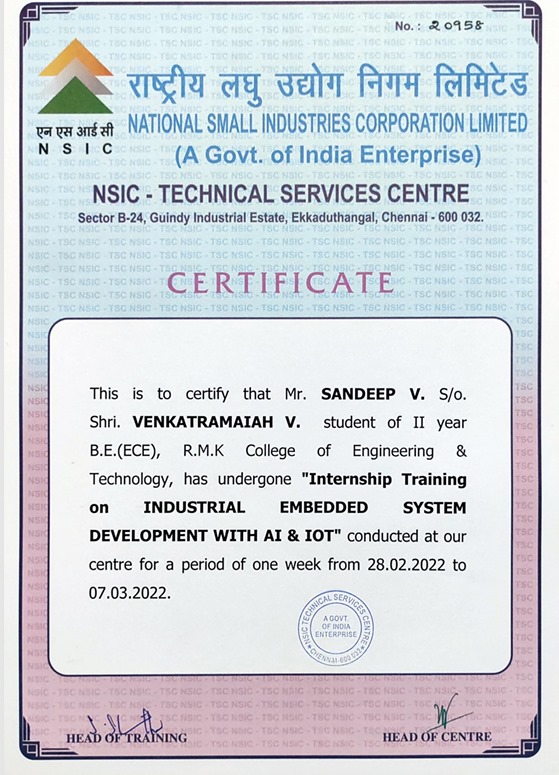 No. : 20958
राष्ट्रीय लघु उद्योग निगम लिमिटेड
एन एस आई सी
NSIC
NATIONAL SMALL INDUSTRIES CORPORATION LIMITED
(A Govt. of India Enterprise)
NSIC - TECHNICAL SERVICES CENTRE
Sector B-24, Guindy Industrial Estate, Ekkaduthangal, Chennai - 600 032.
CERTIFICATE
This is to certify that Mr. SANDEEP V. S/o.
Shri. VENKATRAMAIAH V. student of II year
B.E.(ECE), R.M.K College of Engineering &
Technology, has undergone "Internship Training
on INDUSTRIAL EMBEDDED SYSTEM
DEVELOPMENT WITH AI & IOT" conducted at our
centre for a period of one week from 28.02.2022 to
07.03.2022.
NSIC TECHNICAL SERVICES CENTRE
A GOVT.
OF INDIA
ENTERPRISE
CHENNAI-600 032
HEAD OF TRAINING
HEAD OF CENTRE